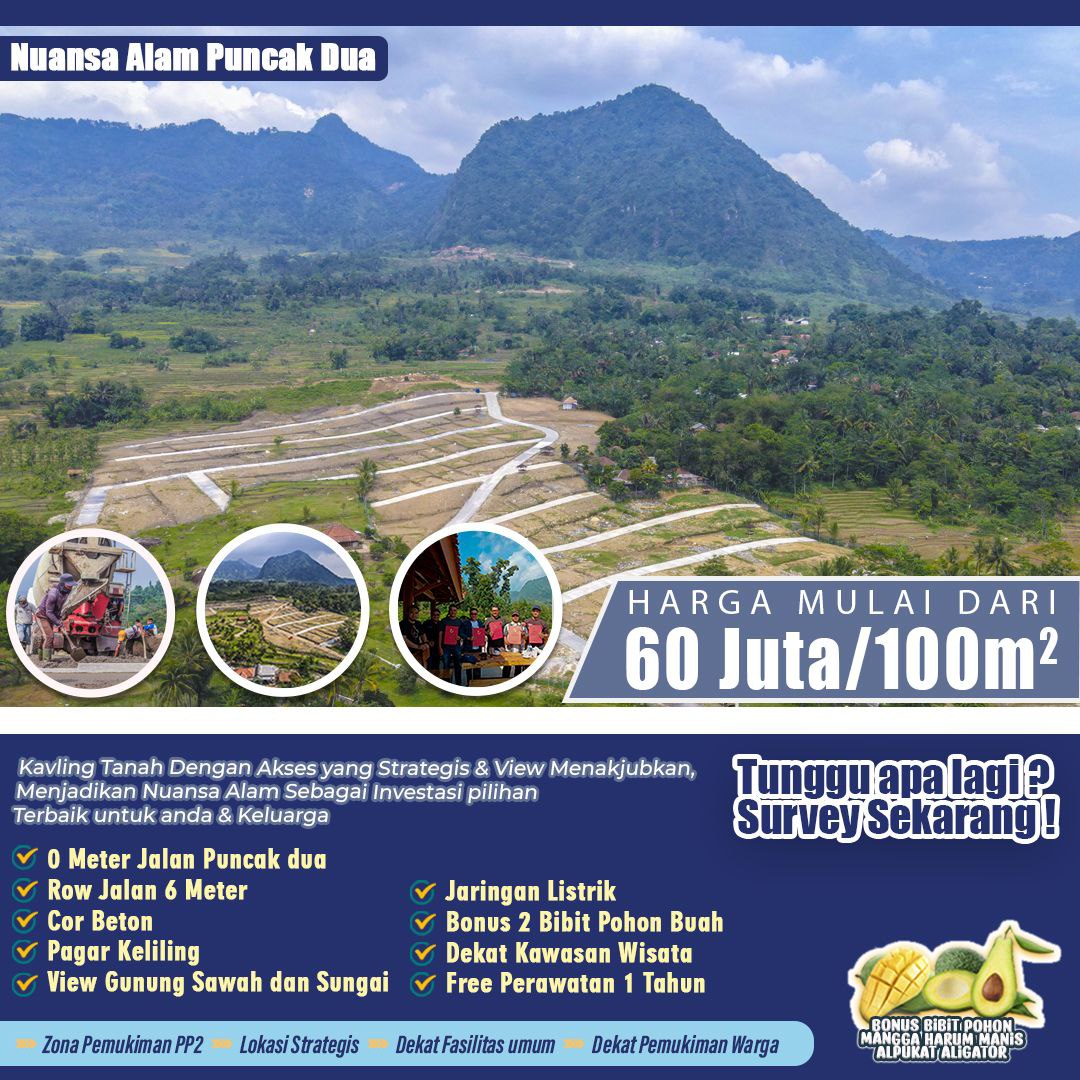 Nuansa Alam Puncak Dua
HARGA MULAI DARI
60 Juta/100m²
Kavling Tanah Dengan Akses yang Strategis & View Menakjubkan,
Menjadikan Nuansa Alam Sebagai Investasi pilihan
Terbaik untuk anda & Keluarga
Tunggu apa lagi ?
Survey Sekarang !
0 Meter Jalan Puncak dua
Row Jalan 6 Meter
Cor Beton
Pagar Keliling
View Gunung Sawah dan Sungai
Jaringan Listrik
Bonus 2 Bibit Pohon Buah
Dekat Kawasan Wisata
Free Perawatan 1 Tahun
BONUS BIBIT POHON
MANGGA HARUM MANIS
ALPUKAT ALIGATOR
Zona Pemukiman PP2
Lokasi Strategis
Dekat Fasilitas umum
Dekat Pemukiman Warga